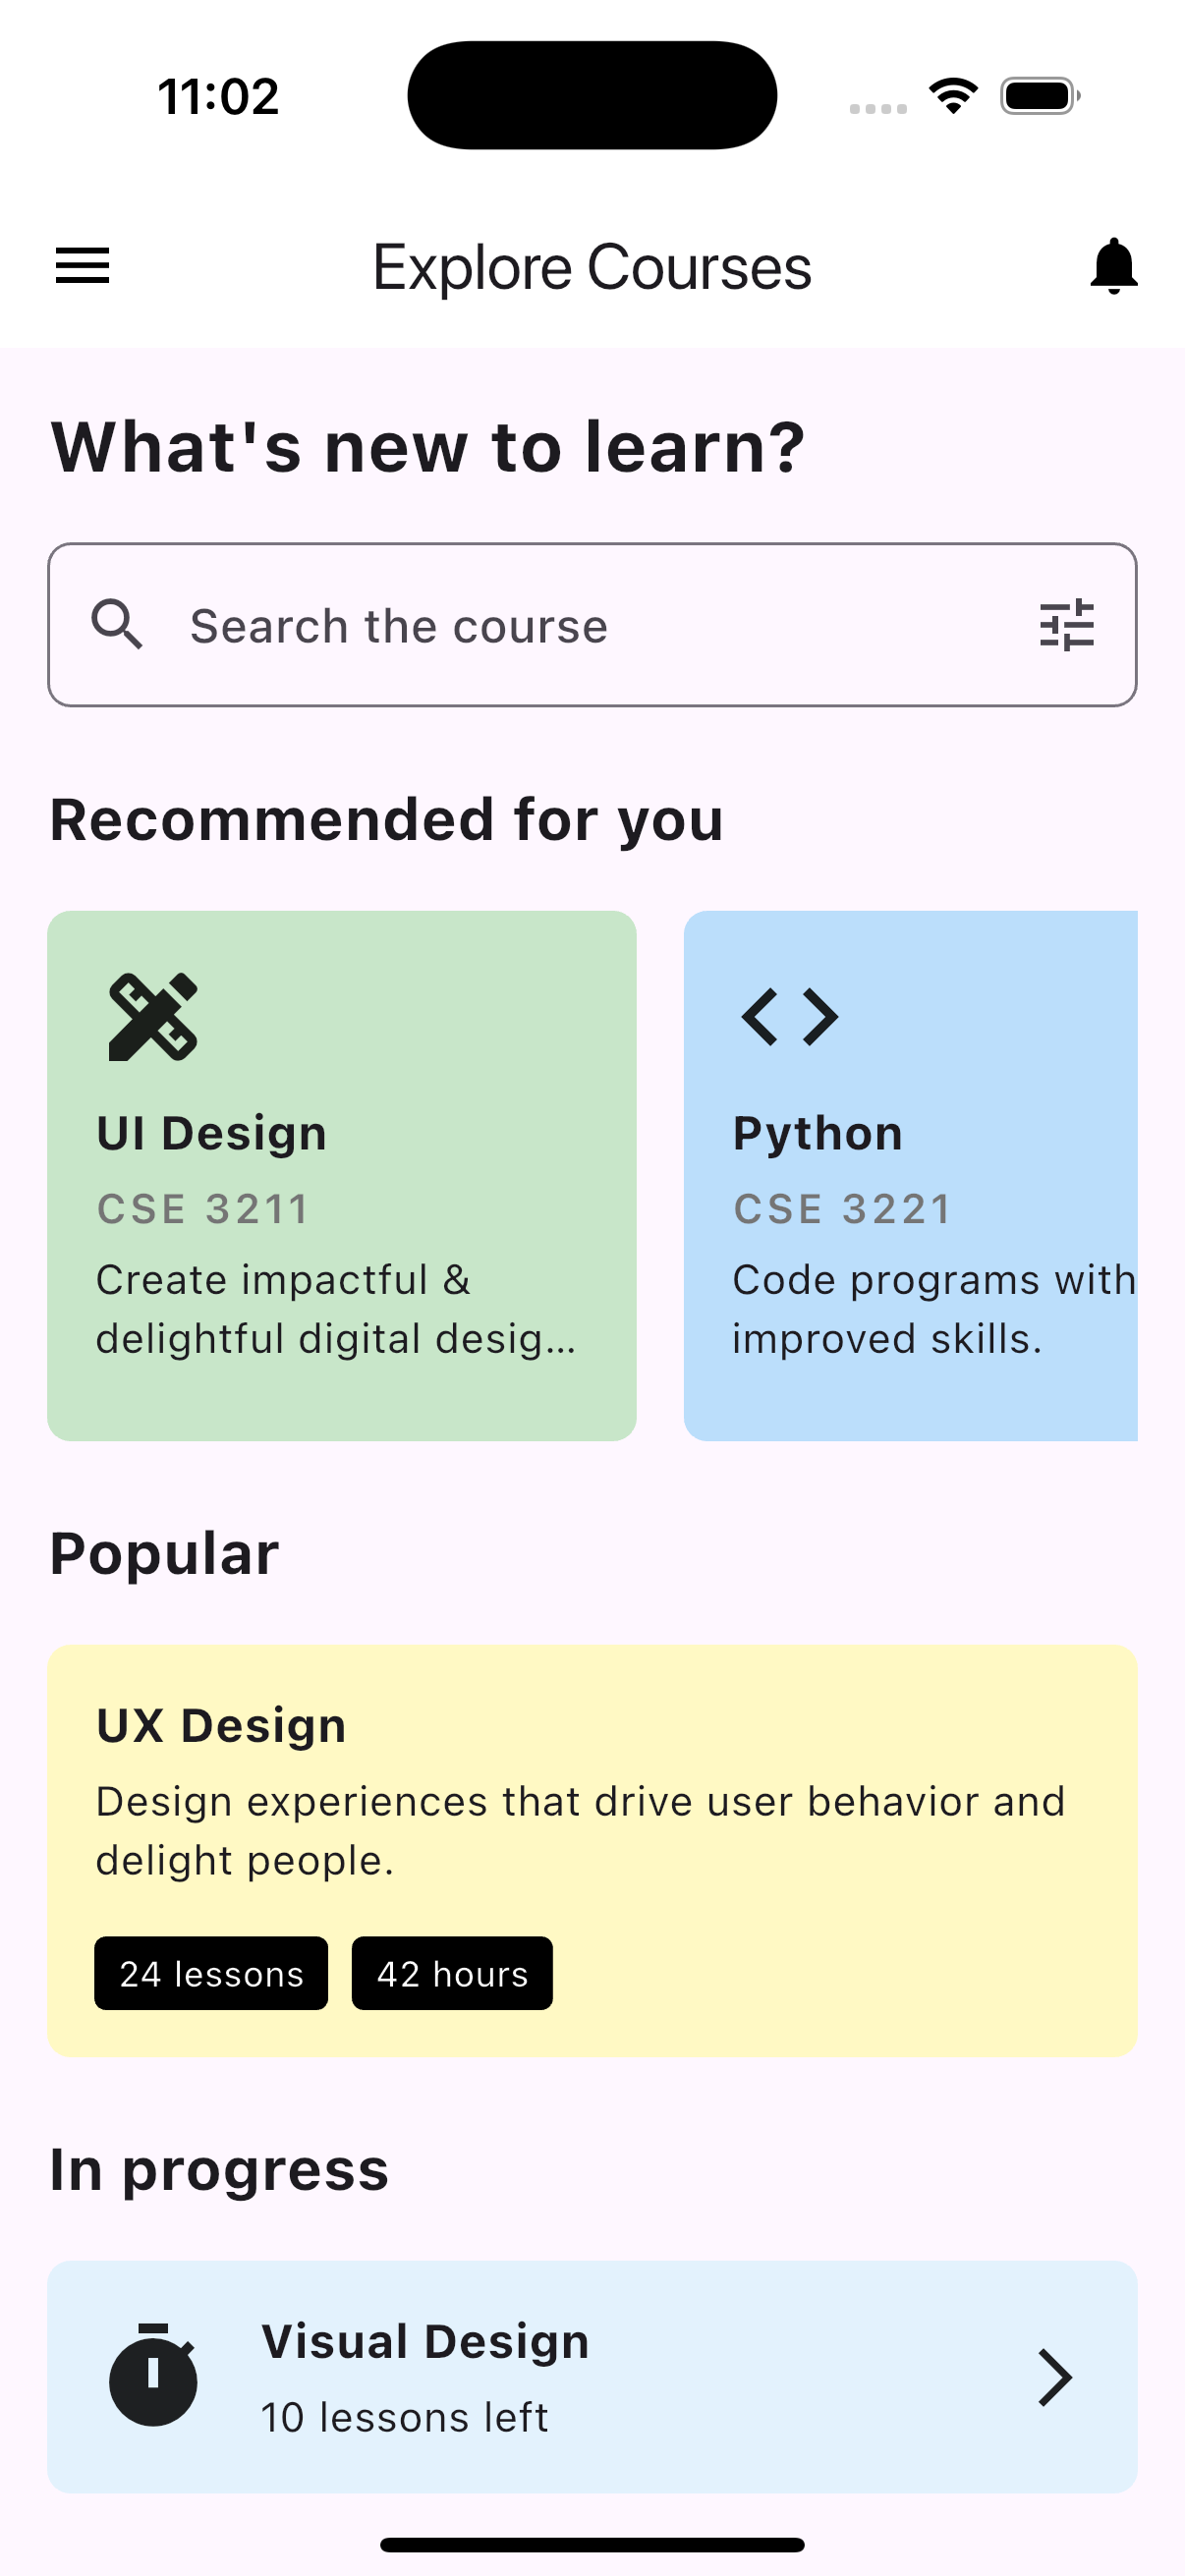 11:02
Explore Courses
What's new to learn?
Search the course
Recommended for you
UI Design
CSE 3211
Create impactful &
delightful digital desig...
Python
CSE 3221
Code programs with
improved skills.
Popular
UX Design
Design experiences that drive user behavior and
delight people.
24 lessons
42 hours
In progress
Visual Design
10 lessons left